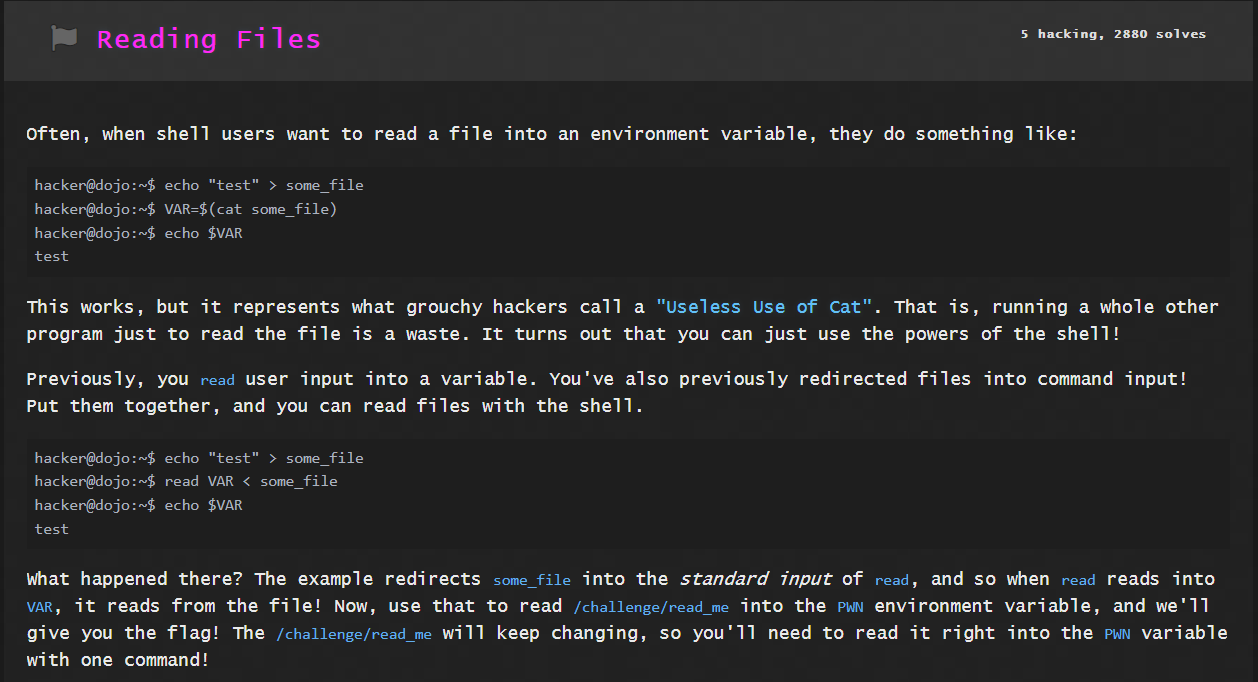 Reading Files
5 hacking, 2880 solves
Often, when shell users want to read a file into an environment variable, they do something like:
hacker@dojo:~$ echo "test" > some_file
hacker@dojo:~$ VAR=$(cat some_file)
hacker@dojo:~$ echo $VAR
test
This works, but it represents what grouchy hackers call a "Useless Use of Cat". That is, running a whole other
program just to read the file is a waste. It turns out that you can just use the powers of the shell!
Previously, you read user input into a variable. You've also previously redirected files into command input!
Put them together, and you can read files with the shell.
hacker@dojo:~$ echo "test" > some_file
hacker@dojo:~$ read VAR < some_file
hacker@dojo:~$ echo $VAR
test
What happened there? The example redirects some_file into the standard input of read, and so when read reads into
VAR, it reads from the file! Now, use that to read /challenge/read_me into the PWN environment variable, and we'll
give you the flag! The /challenge/read_me will keep changing, so you'll need to read it right into the PWN variable
with one command!